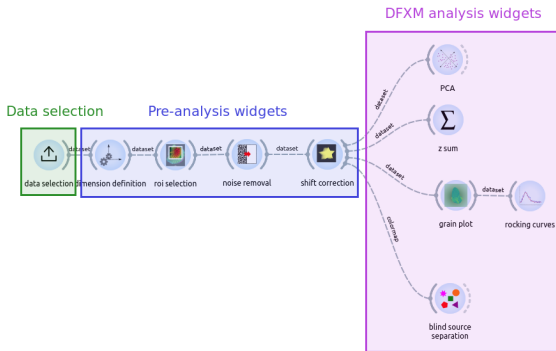 DFXM analysis widgets
Data selection
Pre-analysis widgets
dataset
PCA
dataset
z sum
dataset
dataset
dataset
dataset
data selection
dimension definition
roi selection
noise removal
shift correction
dataset
dataset
grain plot
rocking curves
colormap
blind source
separation